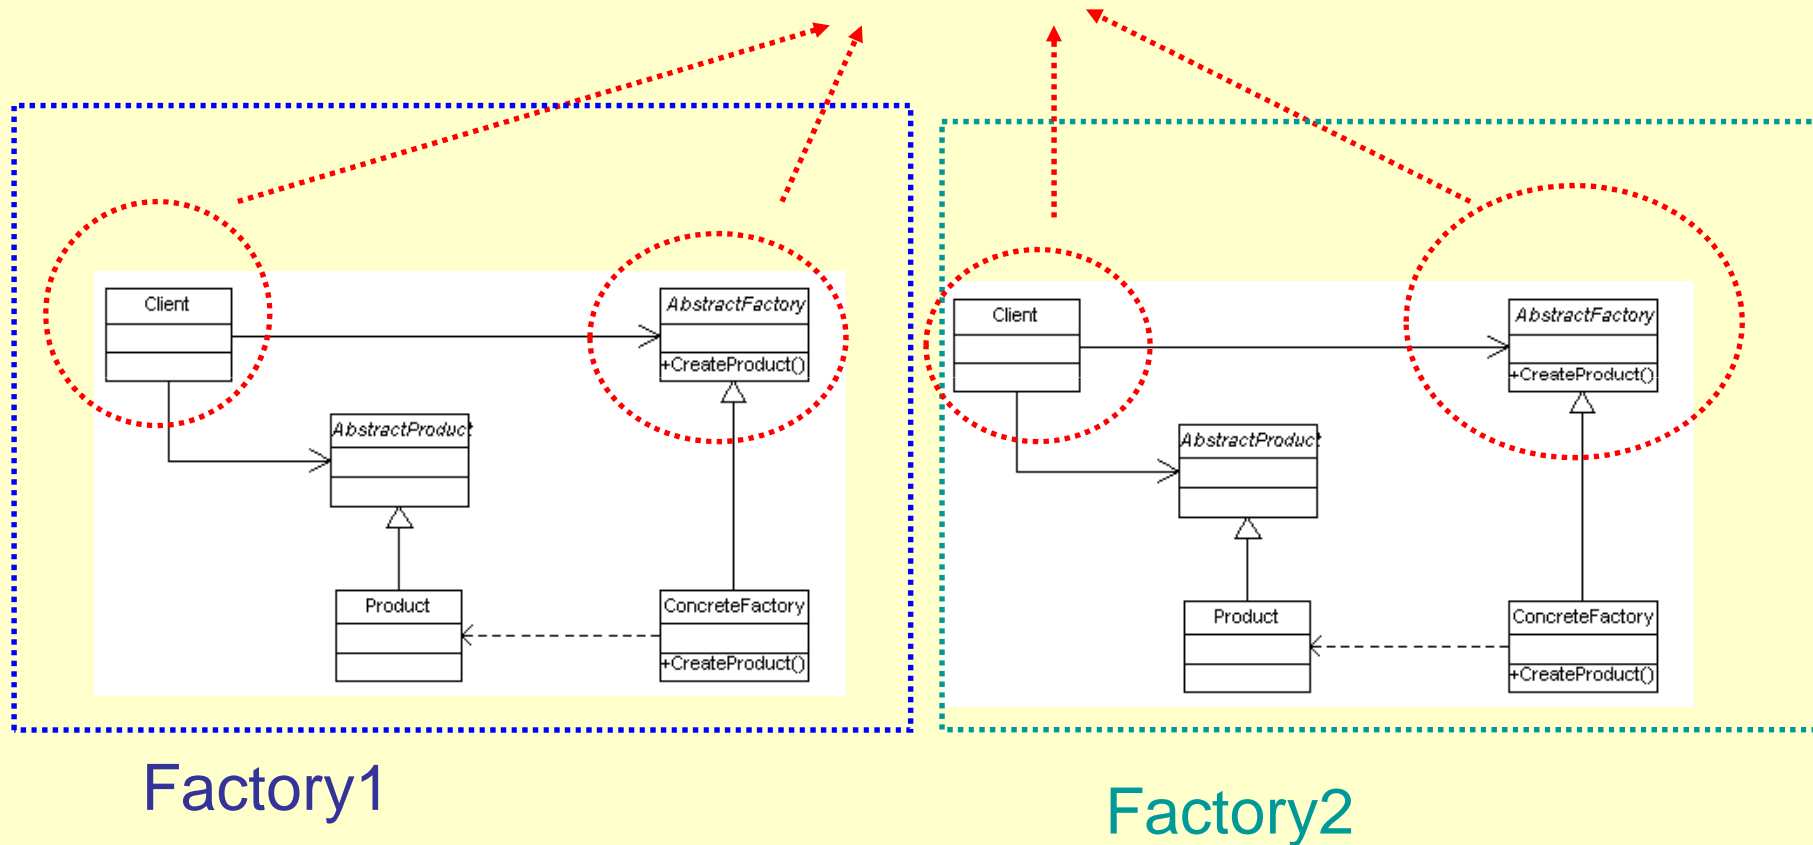 Client
AbstractFactory
+CreateProduct()
AbstractProduct
Product
ConcreteFactory
+CreateProduct()
Factory1
Client
AbstractFactory
+CreateProduct()
AbstractProduct
Product
ConcreteFactory
+CreateProduct()
Factory2